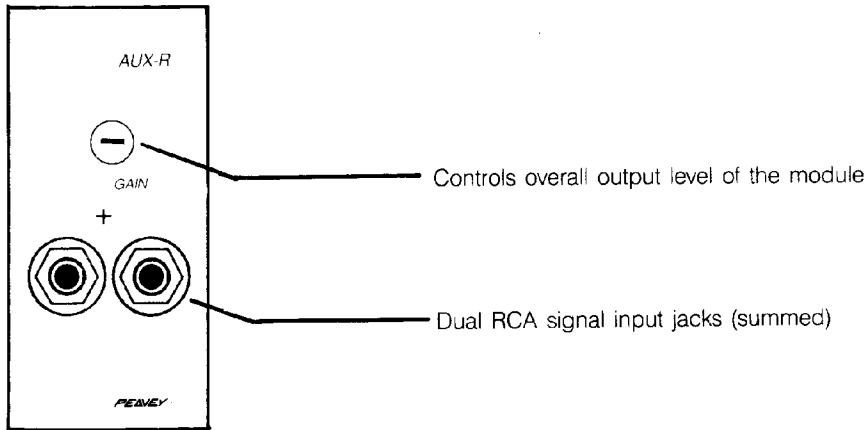 AUX-R
Controls overall output level of the module
GAIN
+
Dual RCA signal input jacks (summed)
PEAVEY